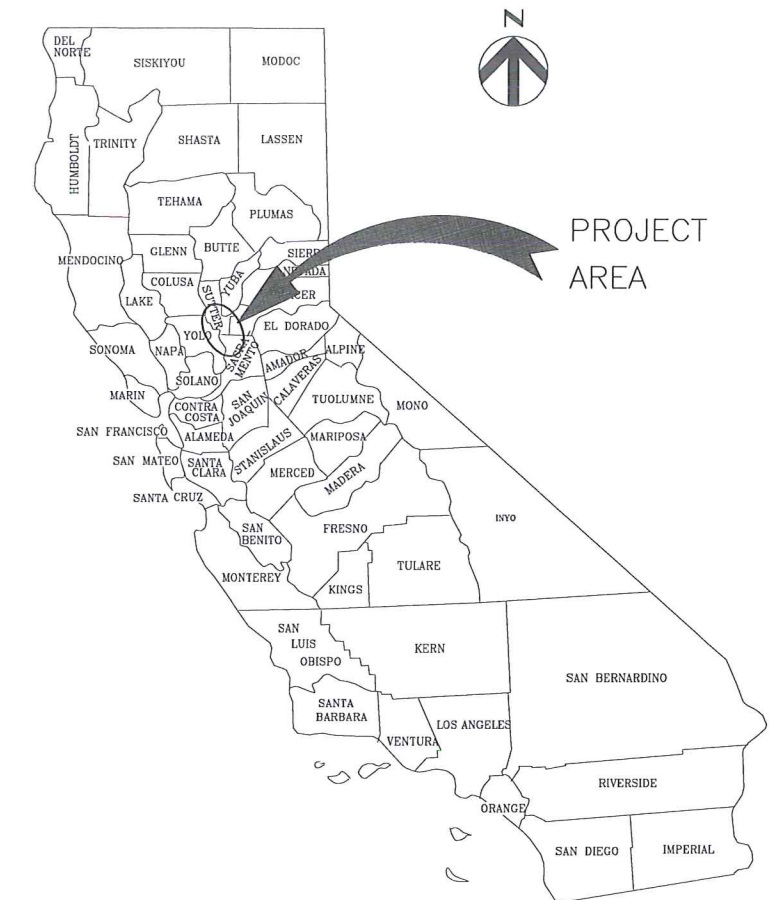 N
PROJECT
AREA
DEL
NORTE
SISKIYOU
MODOC
HUMBOLDT
TRINITY
SHASTA
LASSEN
TEHAMA
PLUMAS
MENDOCINO
GLENN
BUTTE
COLUSA
LAKE
SUTTER
YUBA
EL DORADO
SONOMA
NAPA
YOLO
SACRA-
MENTO
AMADOR
ALPINE
SOLANO
MARIN
CONTRA
COSTA
SAN
JOAQUIN
CALAVERAS
TUOLUMNE
MONO
SAN FRANCISCO
ALAMEDA
STANISLAUS
MARIPOSA
SAN MATEO
SANTA
CLARA
MERCED
MADERA
SANTA CRUZ
SAN
BENITO
FRESNO
INYO
MONTEREY
KINGS
TULARE
SAN
LUIS
OBISPO
KERN
SAN BERNARDINO
SANTA
BARBARA
VENTURA
LOS ANGELES
ORANGE
RIVERSIDE
SAN DIEGO
IMPERIAL